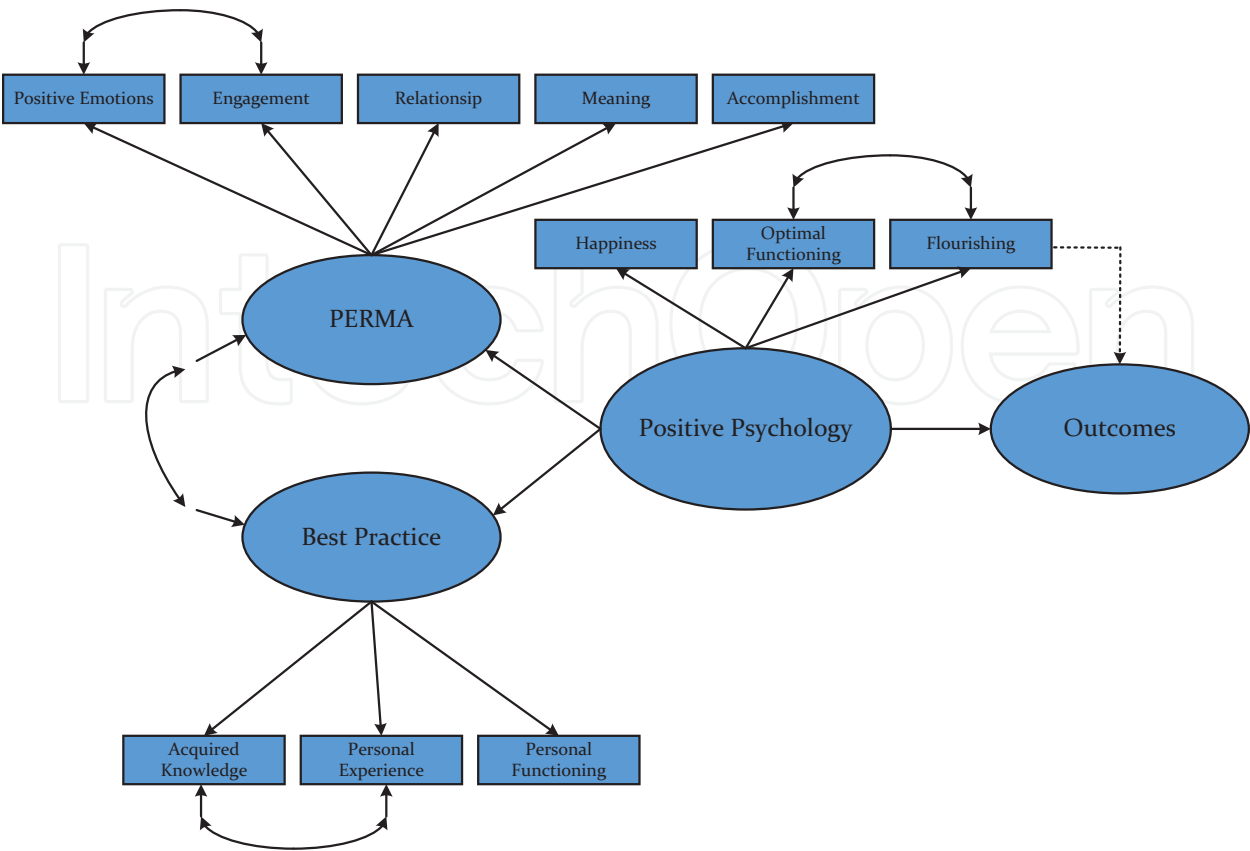 Positive Emotions
Engagement
Relationsip
Meaning
Accomplishment
Happiness
Optimal
Functioning
Flourishing
PERMA
Positive Psychology
Outcomes
Best Practice
Acquired
Knowledge
Personal
Experience
Personal
Functioning
IntechOpen